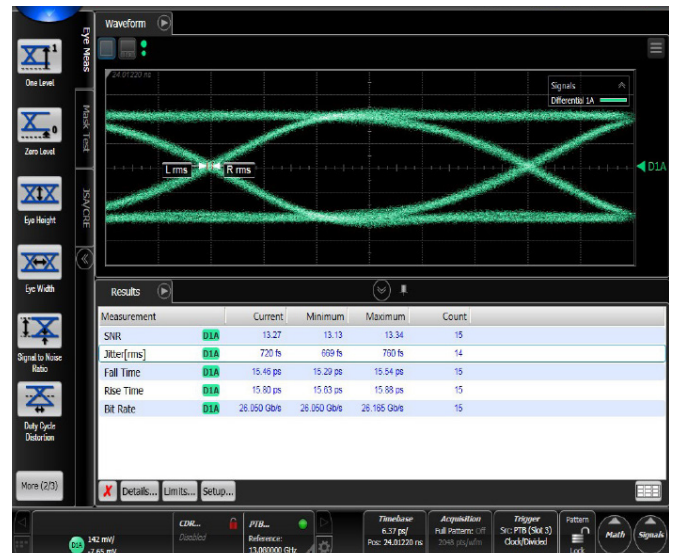 Waveform
Eye Meas
Mask Test
JSA/CRE
One Level
Zero Level
Eye Height
Eye Width
Signal to Noise
Ratio
Duty Cycle
Distortion
More (2/3)
24.01220 ns
Signals
Differential 1A
L rms
R rms
D1A
Results
Measurement Current Minimum Maximum Count
SNR D1A 13.27 13.13 13.34 15
Jitter[rms] D1A 720 fs 669 fs 760 fs 14
Fall Time D1A 15.46 ps 15.29 ps 15.54 ps 15
Rise Time D1A 15.80 ps 15.63 ps 15.88 ps 15
Bit Rate D1A 26.050 Gb/s 26.050 Gb/s 26.165 Gb/s 15
Details... Limits... Setup...
D1A 142 mV/
-7.65 mV
CDR...
Disabled
PTB...
Reference:
13.080000 GHz
Timebase
6.37 ps/
Pos: 24.01220 ns
Acquisition
Full Pattern: Off
2048 pts/wfm
Trigger
Src: PTB (Slot 3)
Clock/Divided
Pattern
Lock
Math
Signals